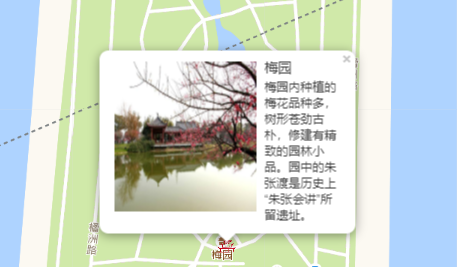 梅园
梅园内种植的
梅花品种多，
树形苍劲古
朴，修建有精
致的园林小
品。园中的朱
张渡是历史上
“朱张会讲”所
留遗址。
橘洲路
梅园